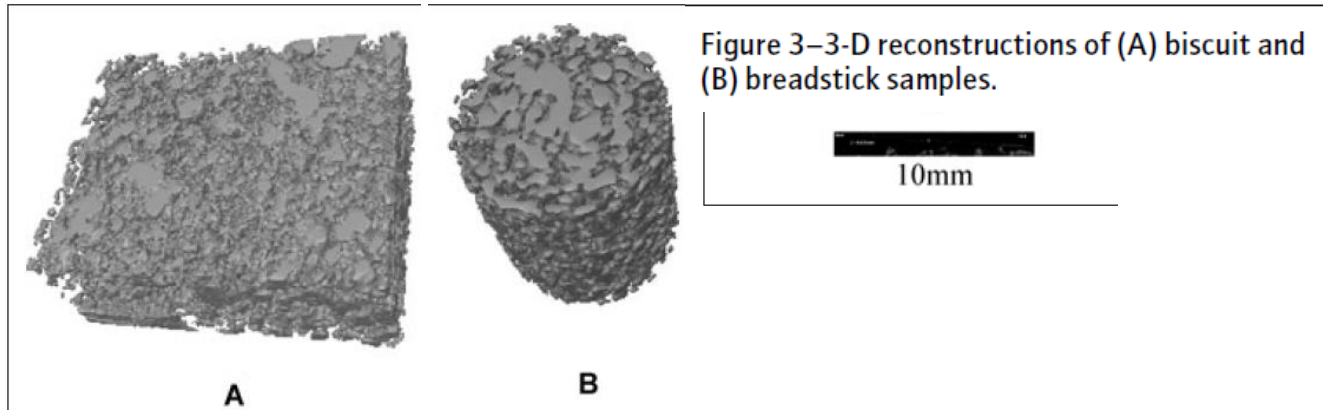 Figure 3–3-D reconstructions of (A) biscuit and
(B) breadstick samples.
10mm
A
B